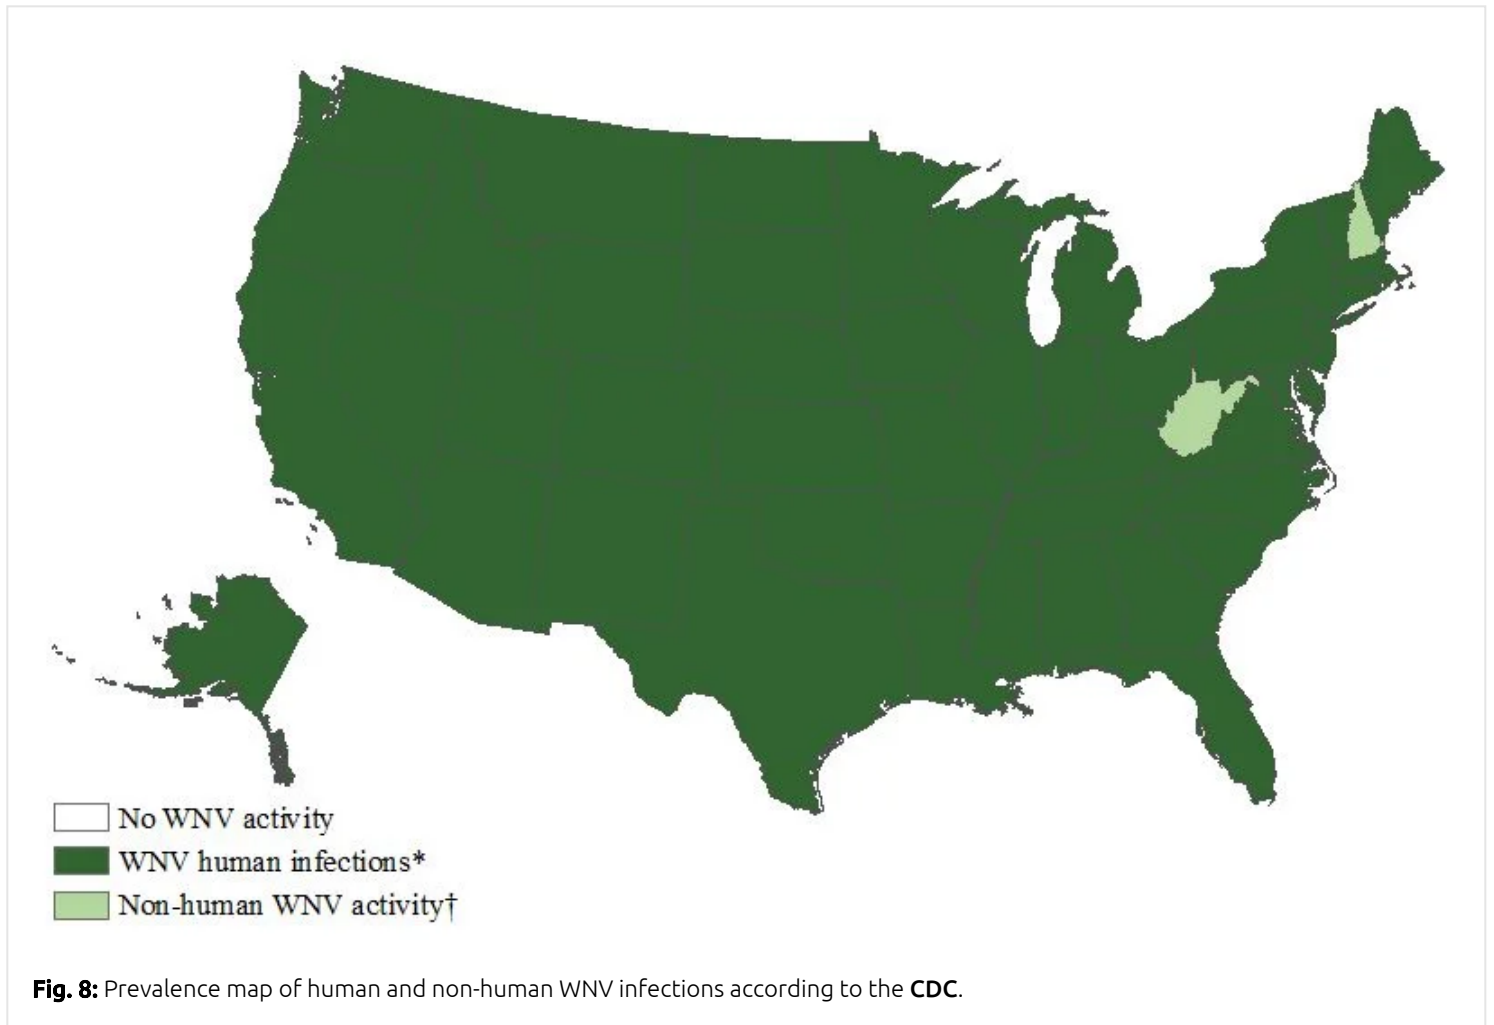 No WNV activity
WNV human infections*
Non-human WNV activity†
Fig. 8: Prevalence map of human and non-human WNV infections according to the CDC.